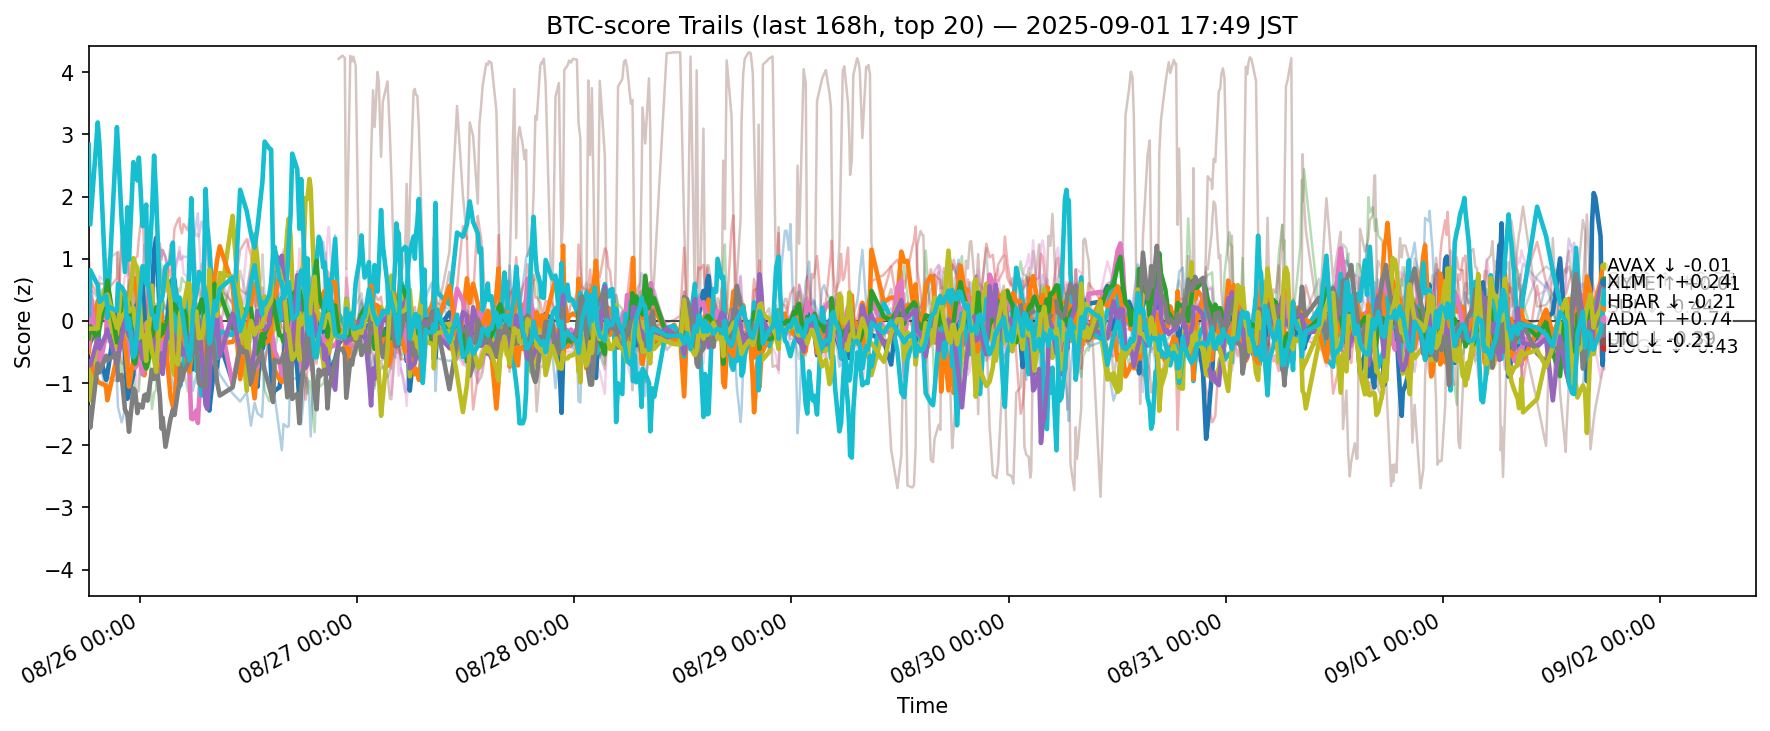 BTC-score Trails (last 168h, top 20) — 2025-09-01 17:49 JST
Score (z)
4
3
2
1
0
−1
−2
−3
−4
AVAX ↓ -0.01
XLM ↑ +0.24
HBAR ↓ -0.21
ADA ↑ +0.74
LTC ↓ -0.21
DOGE ↓ -0.43
08/26 00:00
08/27 00:00
08/28 00:00
08/29 00:00
08/30 00:00
08/31 00:00
09/01 00:00
09/02 00:00
Time